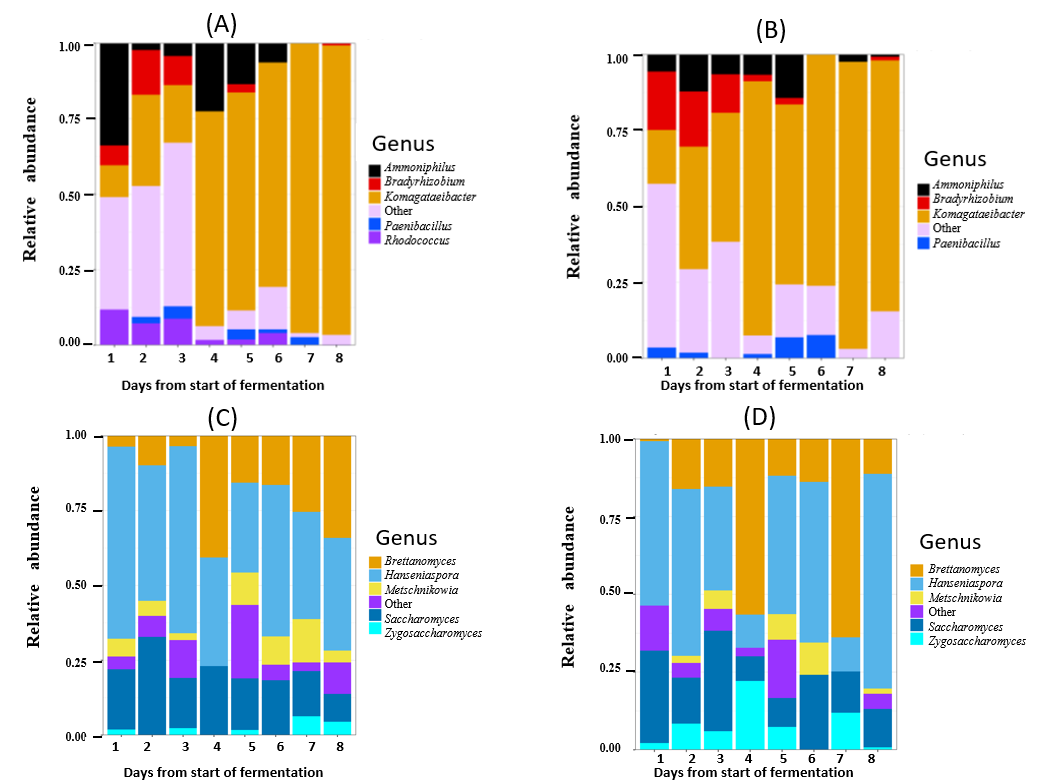 (A)
1.00
0.75
0.50
0.25
0.00
Relative abundance
1 2 3 4 5 6 7 8
Days from start of fermentation
Genus
Ammoniphilus
Bradyrhizobium
Komagataeibacter
Other
Paenibacillus
Rhodococcus
(B)
1.00
0.75
0.50
0.25
0.00
Relative abundance
1 2 3 4 5 6 7 8
Days from start of fermentation
Genus
Ammoniphilus
Bradyrhizobium
Komagataeibacter
Other
Paenibacillus
(C)
1.00
0.75
0.50
0.25
0.00
Relative abundance
1 2 3 4 5 6 7 8
Days from start of fermentation
Genus
Brettanomyces
Hanseniaspora
Metschnikowia
Other
Saccharomyces
Zygosaccharomyces
(D)
1.00
0.75
0.50
0.25
0.00
Relative abundance
1 2 3 4 5 6 7 8
Days from start of fermentation
Genus
Brettanomyces
Hanseniaspora
Metschnikowia
Other
Saccharomyces
Zygosaccharomyces